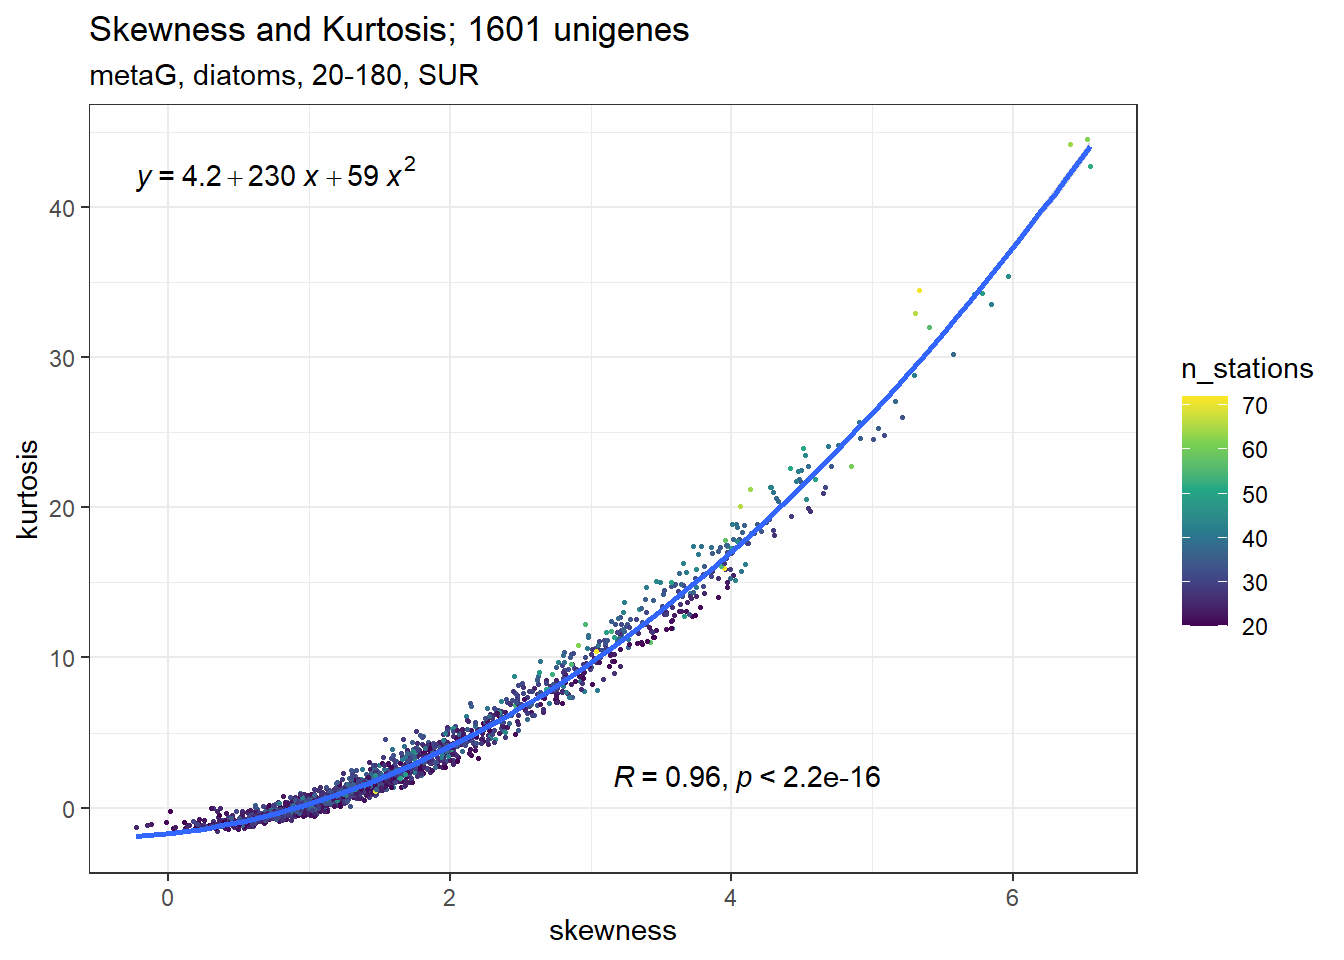 Skewness and Kurtosis; 1601 unigenes
metaG, diatoms, 20-180, SUR
y = 4.2 + 230 x + 59 x²
R = 0.96, p < 2.2e-16
40
30
20
10
0
kurtosis
0 2 4 6
skewness
n_stations
70
60
50
40
30
20